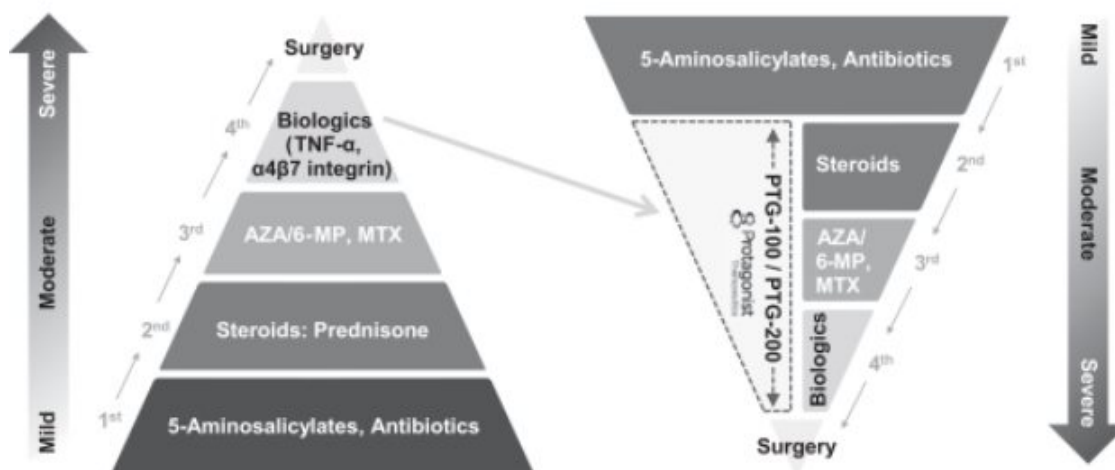 Severe
Moderate
Mild
Surgery
Biologics
(TNF-α,
α4β7 integrin)
AZA/6-MP, MTX
Steroids: Prednisone
5-Aminosalicylates, Antibiotics
4th
3rd
2nd
1st
5-Aminosalicylates, Antibiotics
PTG-100 / PTG-200
Protagonist
Therapeutics
Steroids
AZA/
6-MP,
MTX
Biologics
Surgery
1st
2nd
3rd
4th
Mild
Moderate
Severe